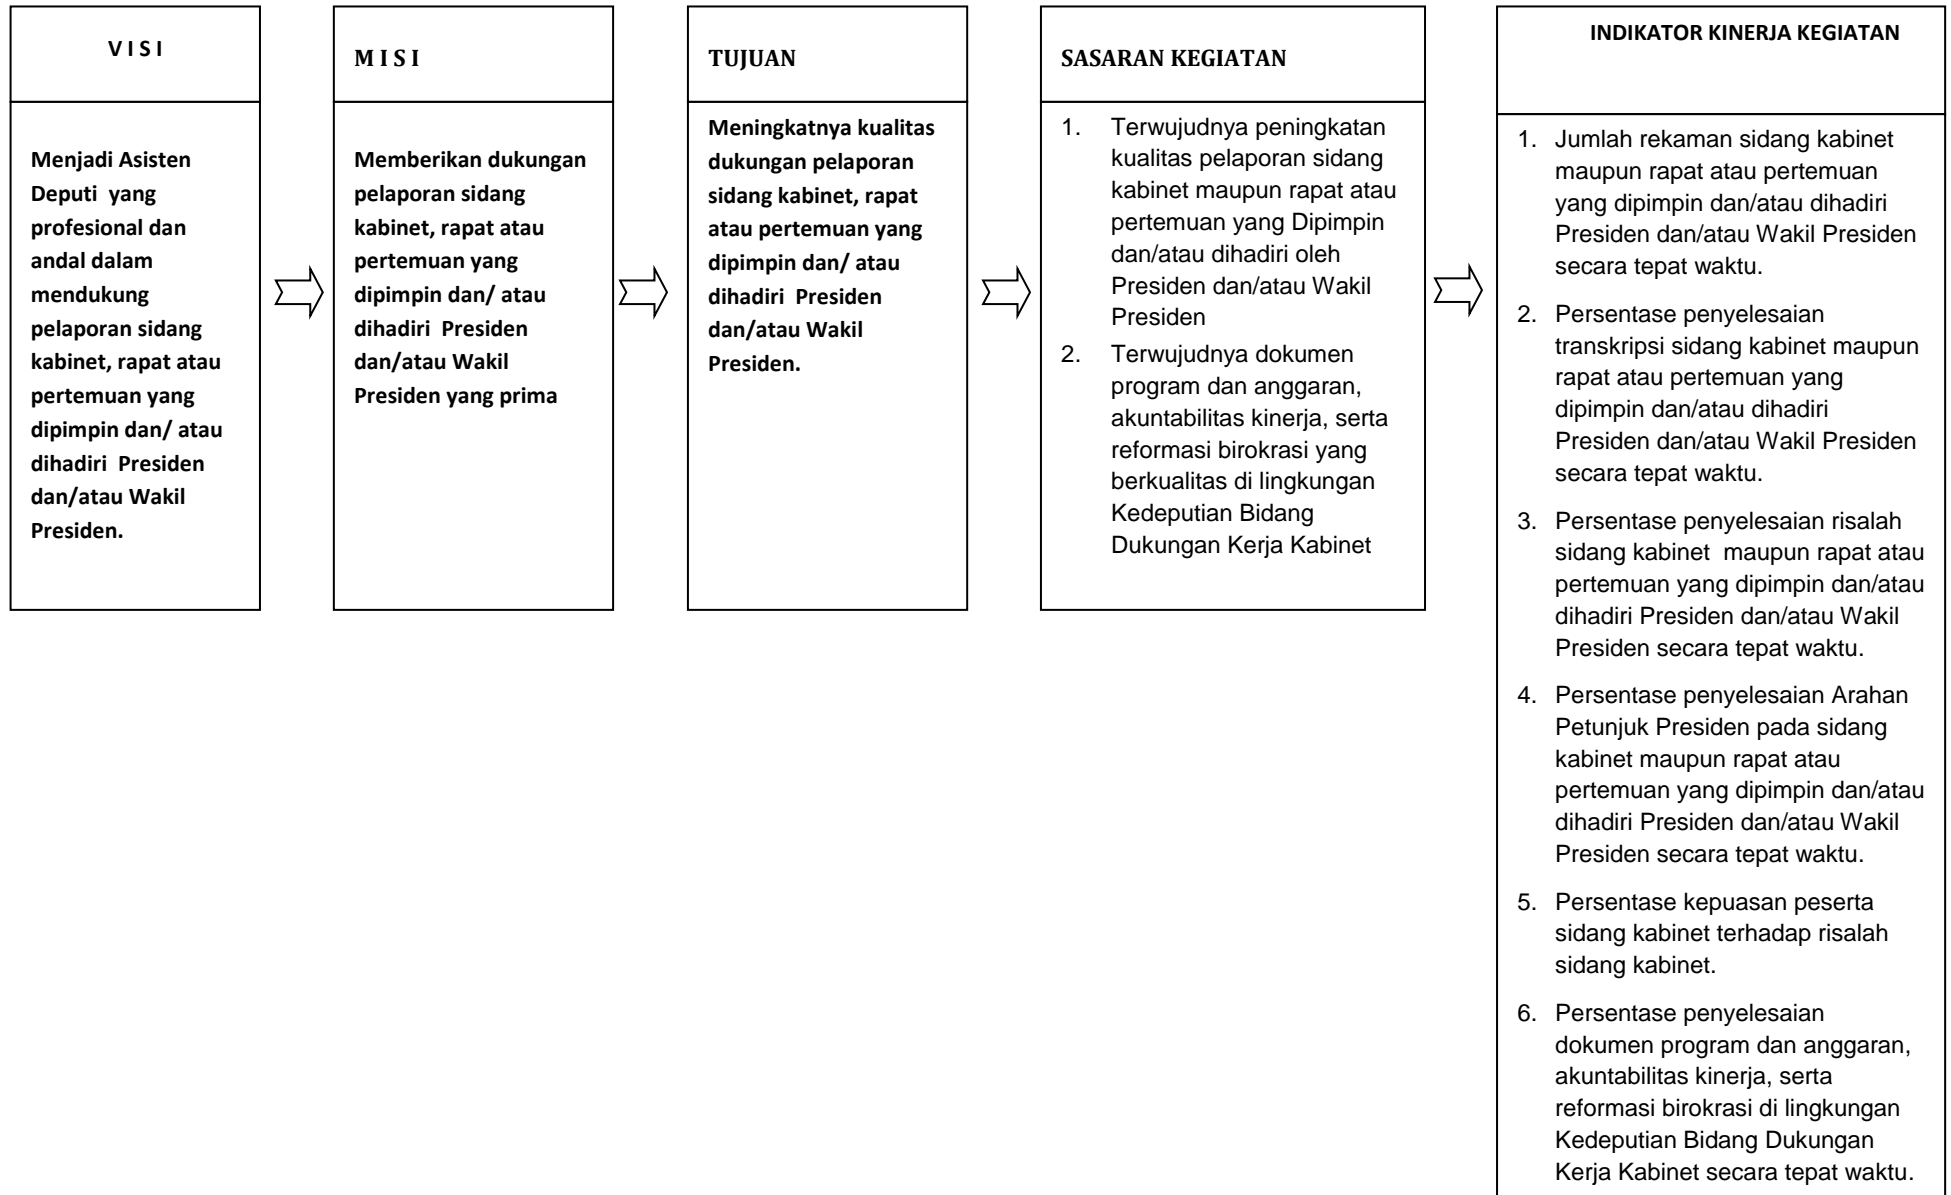 V I S I
Menjadi Asisten
Deputi yang
profesional dan
andal dalam
mendukung
pelaporan sidang
kabinet, rapat atau
pertemuan yang
dipimpin dan/ atau
dihadiri Presiden
dan/atau Wakil
Presiden.
M I S I
Memberikan dukungan
pelaporan sidang
kabinet, rapat atau
pertemuan yang
dipimpin dan/ atau
dihadiri Presiden
dan/atau Wakil
Presiden yang prima
TUJUAN
Meningkatnya kualitas
dukungan pelaporan
sidang kabinet, rapat
atau pertemuan yang
dipimpin dan/ atau
dihadiri Presiden
dan/atau Wakil
Presiden.
SASARAN KEGIATAN
1. Terwujudnya peningkatan
kualitas pelaporan sidang
kabinet maupun rapat atau
pertemuan yang Dipimpin
dan/atau dihadiri oleh
Presiden dan/atau Wakil
Presiden
2. Terwujudnya dokumen
program dan anggaran,
akuntabilitas kinerja, serta
reformasi birokrasi yang
berkualitas di lingkungan
Kedeputian Bidang
Dukungan Kerja Kabinet
INDIKATOR KINERJA KEGIATAN
1. Jumlah rekaman sidang kabinet
maupun rapat atau pertemuan
yang dipimpin dan/atau dihadiri
Presiden dan/atau Wakil Presiden
secara tepat waktu.
2. Persentase penyelesaian
transkripsi sidang kabinet maupun
rapat atau pertemuan yang
dipimpin dan/atau dihadiri
Presiden dan/atau Wakil Presiden
secara tepat waktu.
3. Persentase penyelesaian risalah
sidang kabinet maupun rapat atau
pertemuan yang dipimpin dan/atau
dihadiri Presiden dan/atau Wakil
Presiden secara tepat waktu.
4. Persentase penyelesaian Arahan
Petunjuk Presiden pada sidang
kabinet maupun rapat atau
pertemuan yang dipimpin dan/atau
dihadiri Presiden dan/atau Wakil
Presiden secara tepat waktu.
5. Persentase kepuasan peserta
sidang kabinet terhadap risalah
sidang kabinet.
6. Persentase penyelesaian
dokumen program dan anggaran,
akuntabilitas kinerja, serta
reformasi birokrasi di lingkungan
Kedeputian Bidang Dukungan
Kerja Kabinet secara tepat waktu.